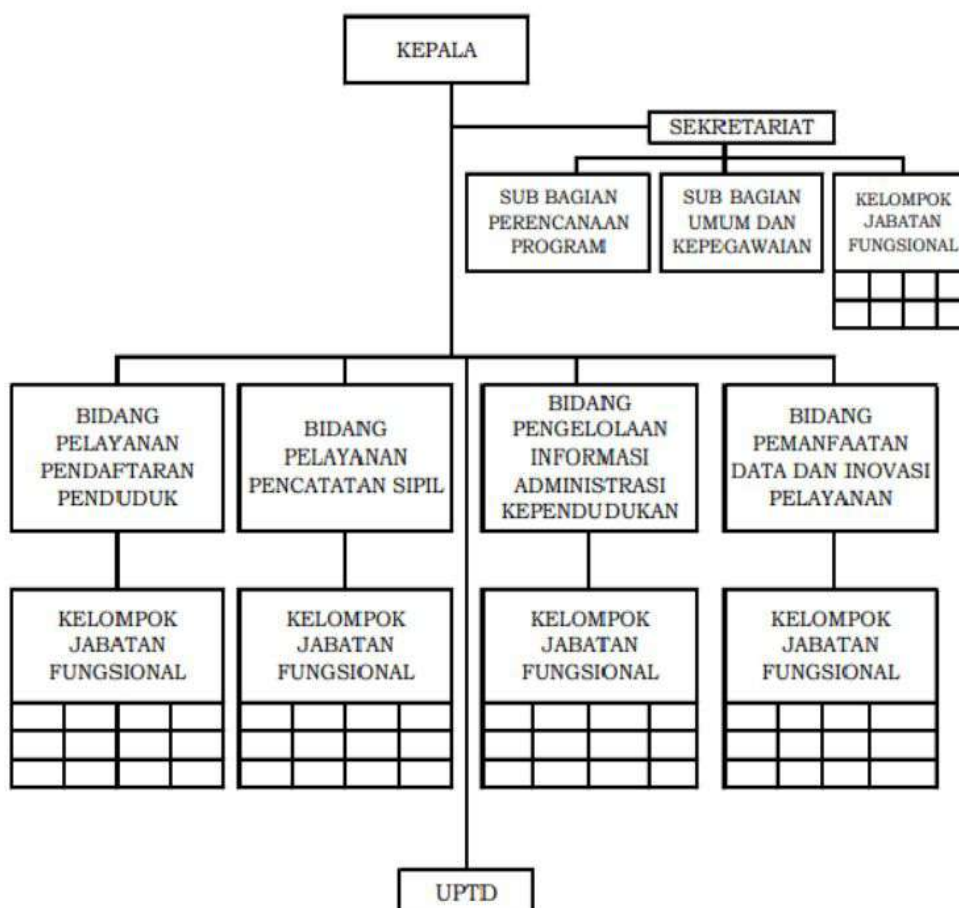 KEPALA
SEKRETARIAT
SUB BAGIAN
PERENCANAAN
PROGRAM
SUB BAGIAN
UMUM DAN
KEPEGAWAIAN
KELOMPOK
JABATAN
FUNGSIONAL
BIDANG
PELAYANAN
PENDAFTARAN
PENDUDUK
BIDANG
PELAYANAN
PENCATATAN SIPIL
BIDANG
PENGELOLAAN
INFORMASI
ADMINISTRASI
KEPENDUDUKAN
BIDANG
PEMANFAATAN
DATA DAN INOVASI
PELAYANAN
KELOMPOK
JABATAN
FUNGSIONAL
KELOMPOK
JABATAN
FUNGSIONAL
KELOMPOK
JABATAN
FUNGSIONAL
KELOMPOK
JABATAN
FUNGSIONAL
UPTD